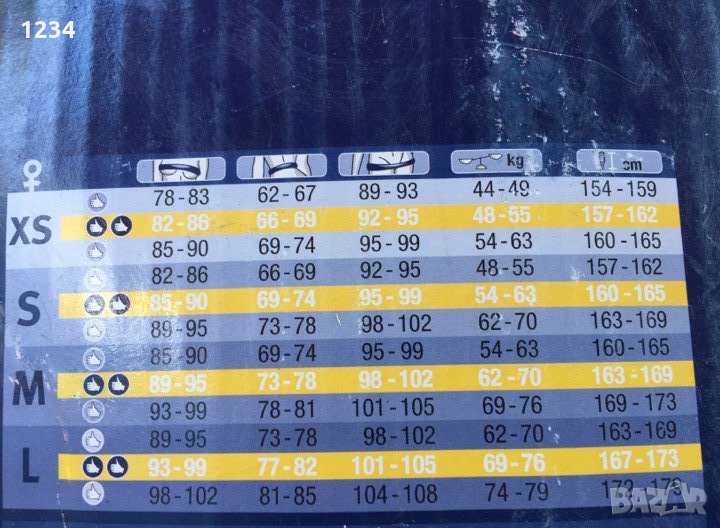 1234
kg cm
78-83 62-67 89-93 44-49 154-159
XS 82-86 66-69 92-95 48-55 157-162
85-90 69-74 95-99 54-63 160-165
82-86 66-69 92-95 48-55 157-162
S 85-90 69-74 95-99 54-63 160-165
89-95 73-78 98-102 62-70 163-169
85-90 69-74 95-99 54-63 160-165
M 89-95 73-78 98-102 62-70 163-169
93-99 78-81 101-105 69-76 169-173
89-95 73-78 98-102 62-70 163-169
L 93-99 77-82 101-105 69-76 167-173
98-102 81-85 104-108 74-79
BAZAR